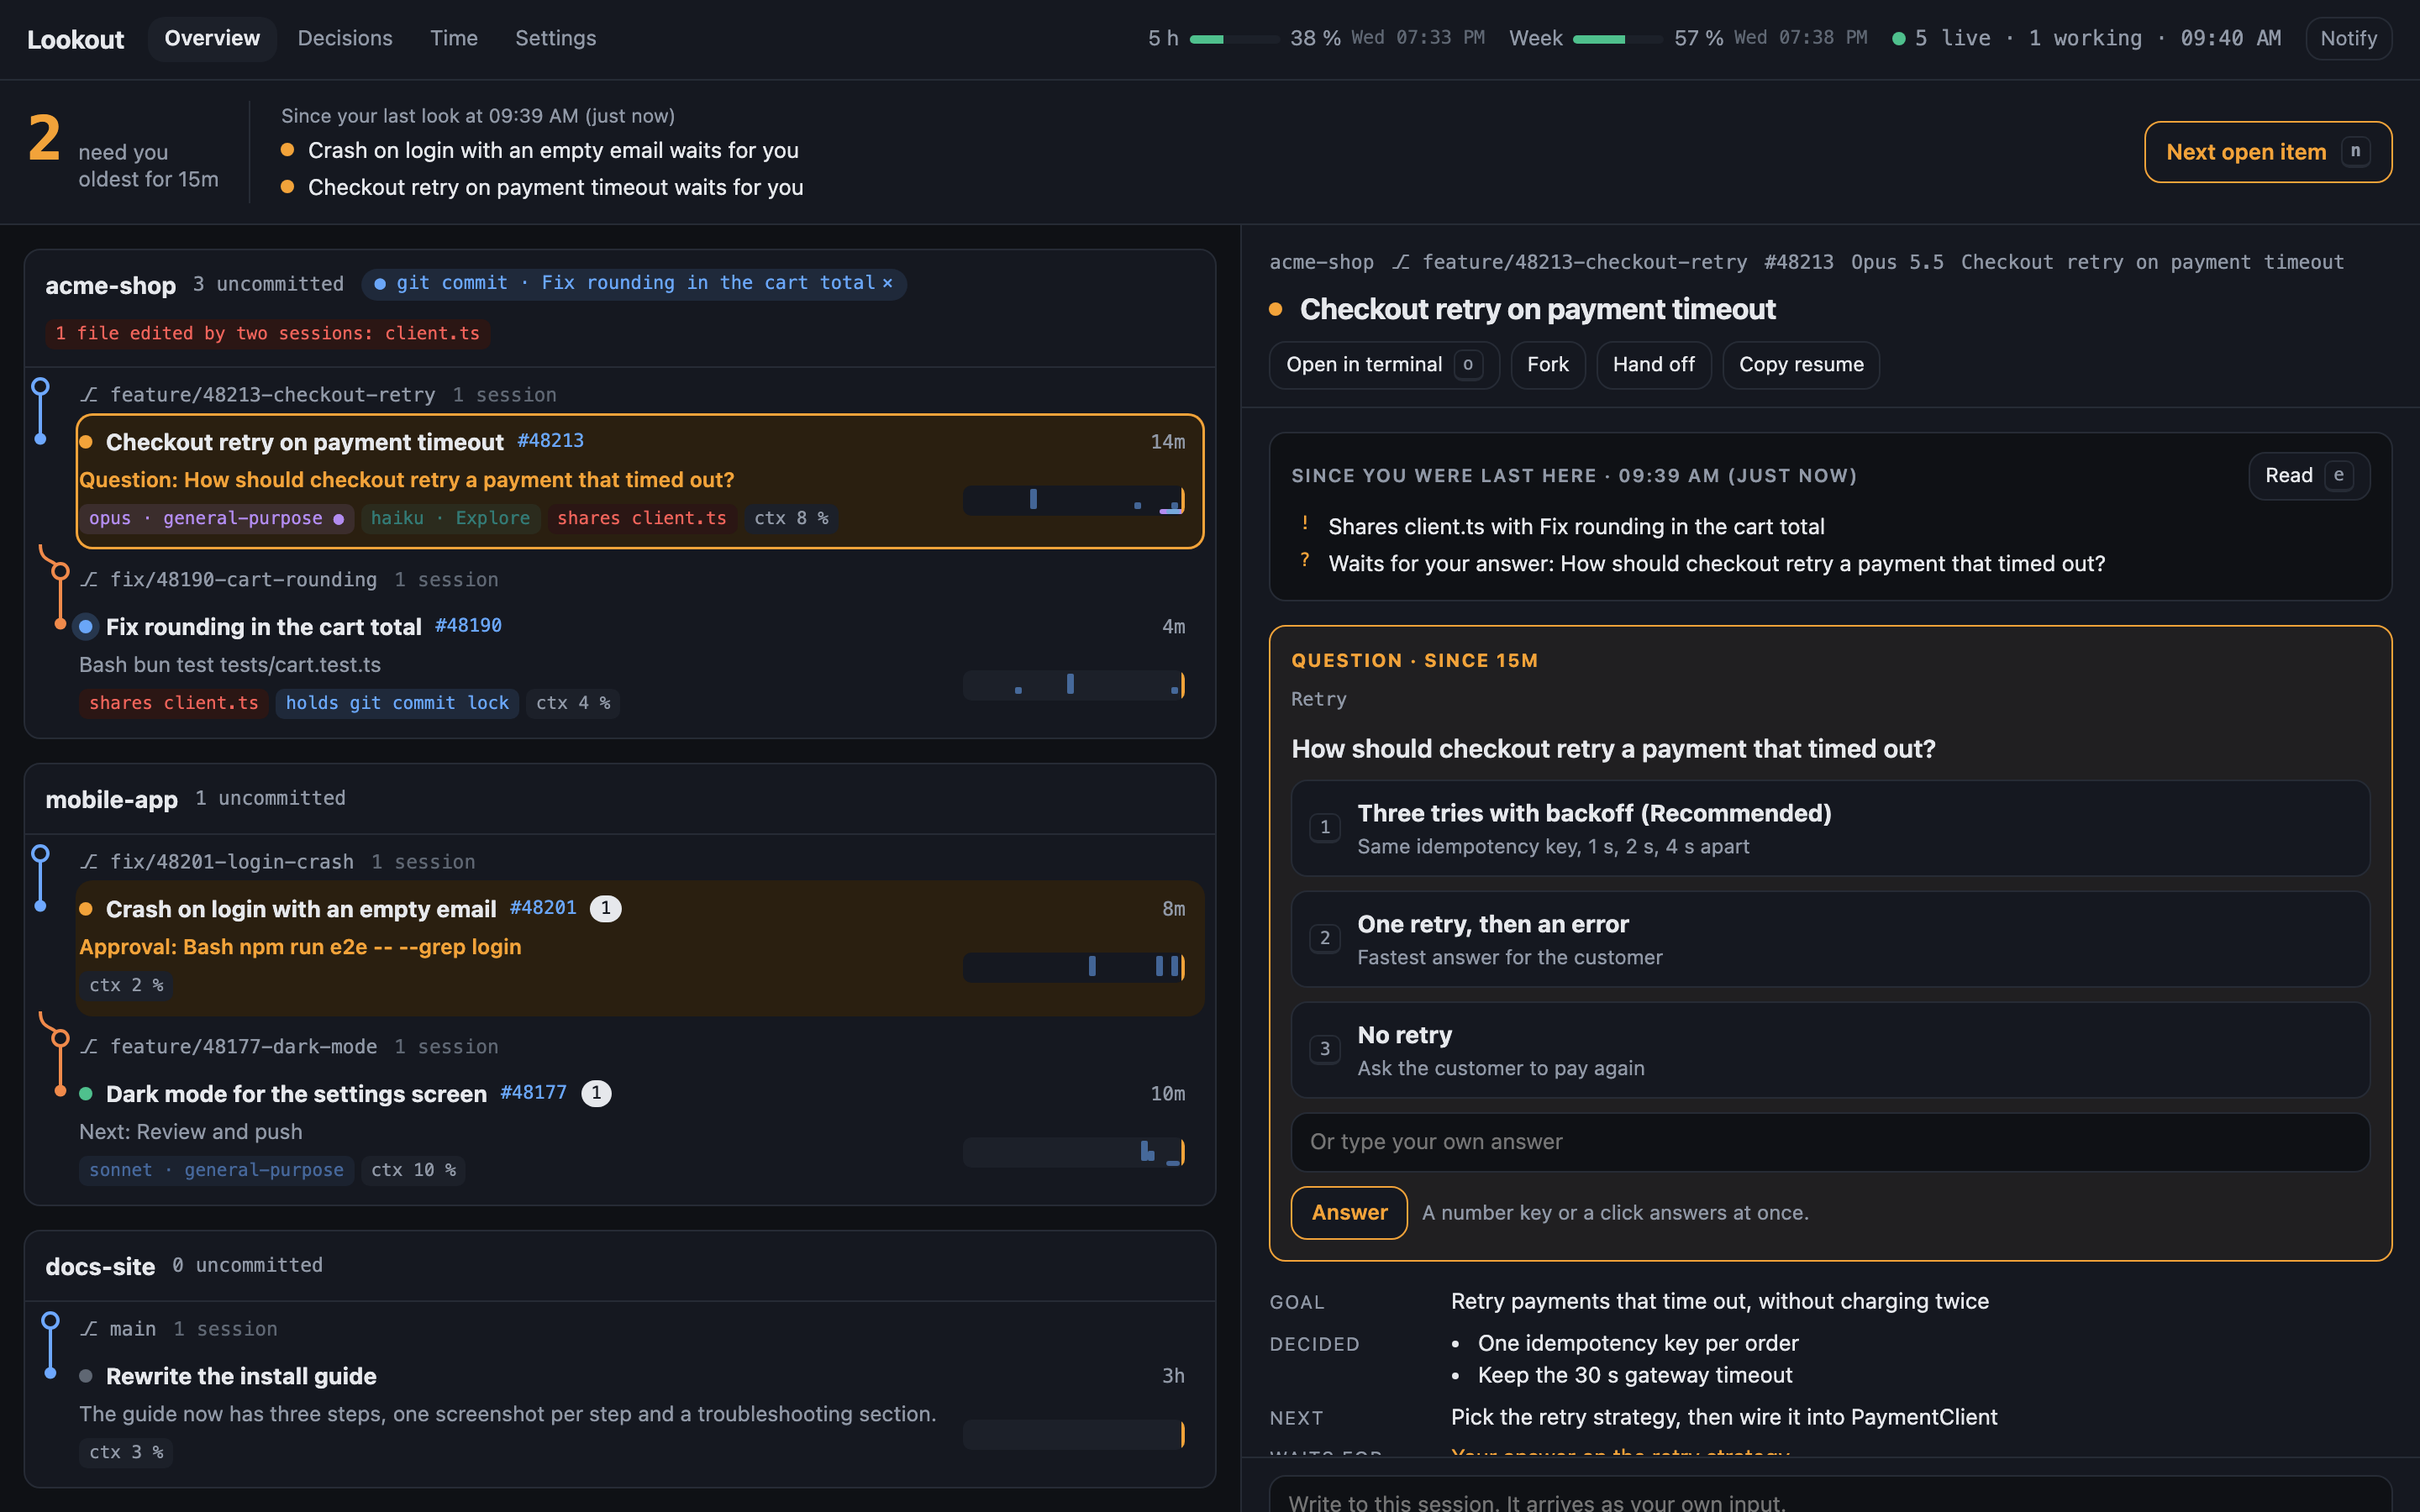 Lookout Overview Decisions Time Settings 5 h 38 % Wed 07:33 PM Week 57 % Wed 07:38 PM 5 live · 1 working · 09:40 AM Notify
2 need you
oldest for 15m
Since your last look at 09:39 AM (just now)
Crash on login with an empty email waits for you
Checkout retry on payment timeout waits for you
Next open item n
acme-shop 3 uncommitted git commit · Fix rounding in the cart total ×
1 file edited by two sessions: client.ts
feature/48213-checkout-retry 1 session
Checkout retry on payment timeout #48213 14m
Question: How should checkout retry a payment that timed out?
opus · general-purpose haiku · Explore shares client.ts ctx 8 %
fix/48190-cart-rounding 1 session
Fix rounding in the cart total #48190 4m
Bash bun test tests/cart.test.ts
shares client.ts holds git commit lock ctx 4 %
mobile-app 1 uncommitted
fix/48201-login-crash 1 session
Crash on login with an empty email #48201 1 8m
Approval: Bash npm run e2e -- --grep login
ctx 2 %
feature/48177-dark-mode 1 session
Dark mode for the settings screen #48177 1 10m
Next: Review and push
sonnet · general-purpose ctx 10 %
docs-site 0 uncommitted
main 1 session
Rewrite the install guide 3h
The guide now has three steps, one screenshot per step and a troubleshooting section.
ctx 3 %
acme-shop feature/48213-checkout-retry #48213 Opus 5.5 Checkout retry on payment timeout
Checkout retry on payment timeout
Open in terminal o Fork Hand off Copy resume
SINCE YOU WERE LAST HERE · 09:39 AM (JUST NOW) Read e
! Shares client.ts with Fix rounding in the cart total
? Waits for your answer: How should checkout retry a payment that timed out?
QUESTION · SINCE 15M
Retry
How should checkout retry a payment that timed out?
1 Three tries with backoff (Recommended)
Same idempotency key, 1 s, 2 s, 4 s apart
2 One retry, then an error
Fastest answer for the customer
3 No retry
Ask the customer to pay again
Or type your own answer
Answer A number key or a click answers at once.
GOAL Retry payments that time out, without charging twice
DECIDED • One idempotency key per order
• Keep the 30 s gateway timeout
NEXT Pick the retry strategy, then wire it into PaymentClient
WAITS FOR Your answer on the retry strategy
Write to this session. It arrives as your own input.